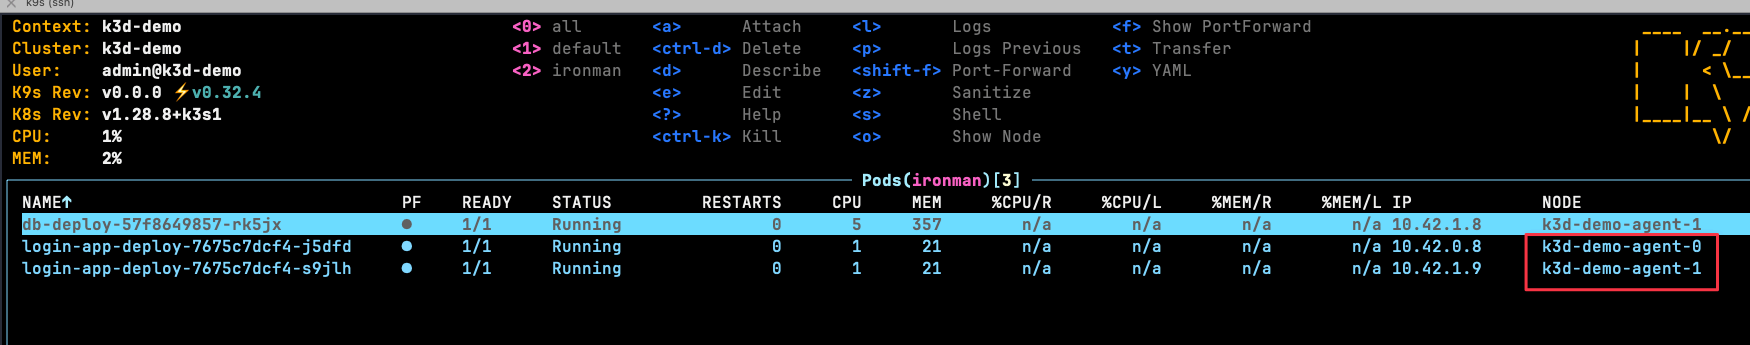 k9s (ssh)
Context: k3d-demo <0> all <a> Attach <l> Logs <f> Show PortForward
Cluster: k3d-demo <1> default <ctrl-d> Delete <p> Logs Previous <t> Transfer
User: admin@k3d-demo <2> ironman <d> Describe <shift-f> Port-Forward <y> YAML
K9s Rev: v0.0.0 ⚡v0.32.4 <e> Edit <z> Sanitize
K8s Rev: v1.28.8+k3s1 <?> Help <s> Shell
CPU: 1% <ctrl-k> Kill <o> Show Node
MEM: 2%
Pods(ironman)[3]
NAME↑ PF READY STATUS RESTARTS CPU MEM %CPU/R %CPU/L %MEM/R %MEM/L IP NODE
db-deploy-57f8649857-rk5jx ● 1/1 Running 0 5 357 n/a n/a n/a n/a 10.42.1.8 k3d-demo-agent-1
login-app-deploy-7675c7dcf4-j5dfd ● 1/1 Running 0 1 21 n/a n/a n/a n/a 10.42.0.8 k3d-demo-agent-0
login-app-deploy-7675c7dcf4-s9jlh ● 1/1 Running 0 1 21 n/a n/a n/a n/a 10.42.1.9 k3d-demo-agent-1